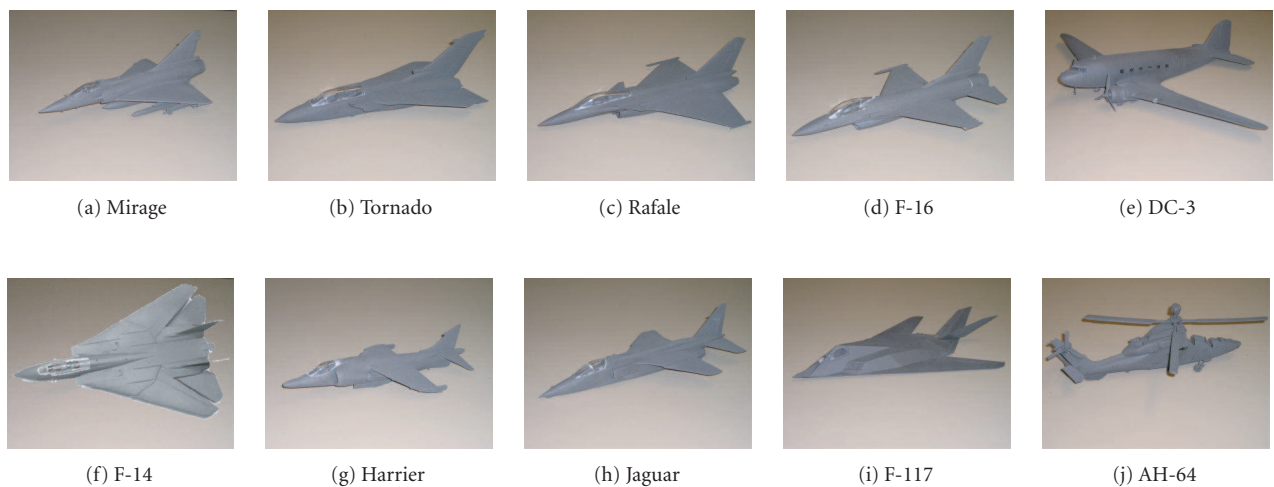 (a) Mirage
(b) Tornado
(c) Rafale
(d) F-16
(e) DC-3
(f) F-14
(g) Harrier
(h) Jaguar
(i) F-117
(j) AH-64